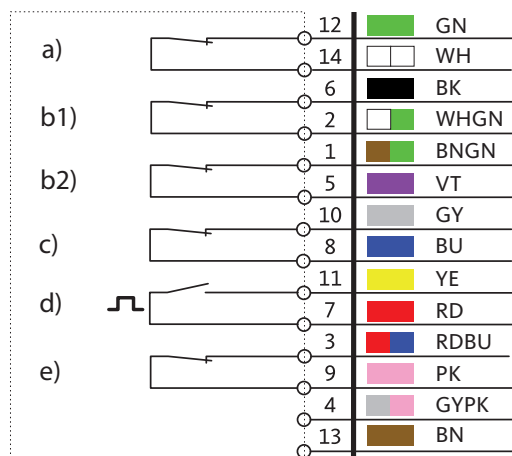 12 GN
a)
14 WH
6 BK
b1)
2 WHGN
1 BNGN
b2)
5 VT
10 GY
c)
8 BU
11 YE
d)
7 RD
3 RDBU
e)
9 PK
4 GYPK
13 BN